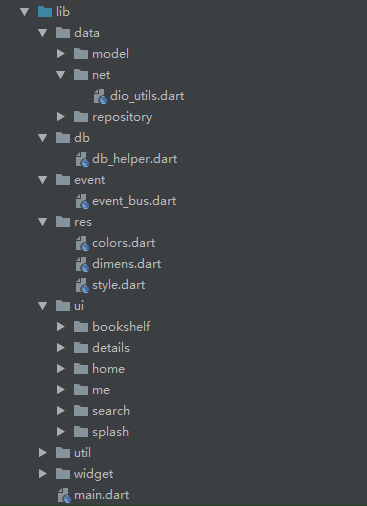 lib
data
model
net
dio_utils.dart
repository
db
db_helper.dart
event
event_bus.dart
res
colors.dart
dimens.dart
style.dart
ui
bookshelf
details
home
me
search
splash
util
widget
main.dart